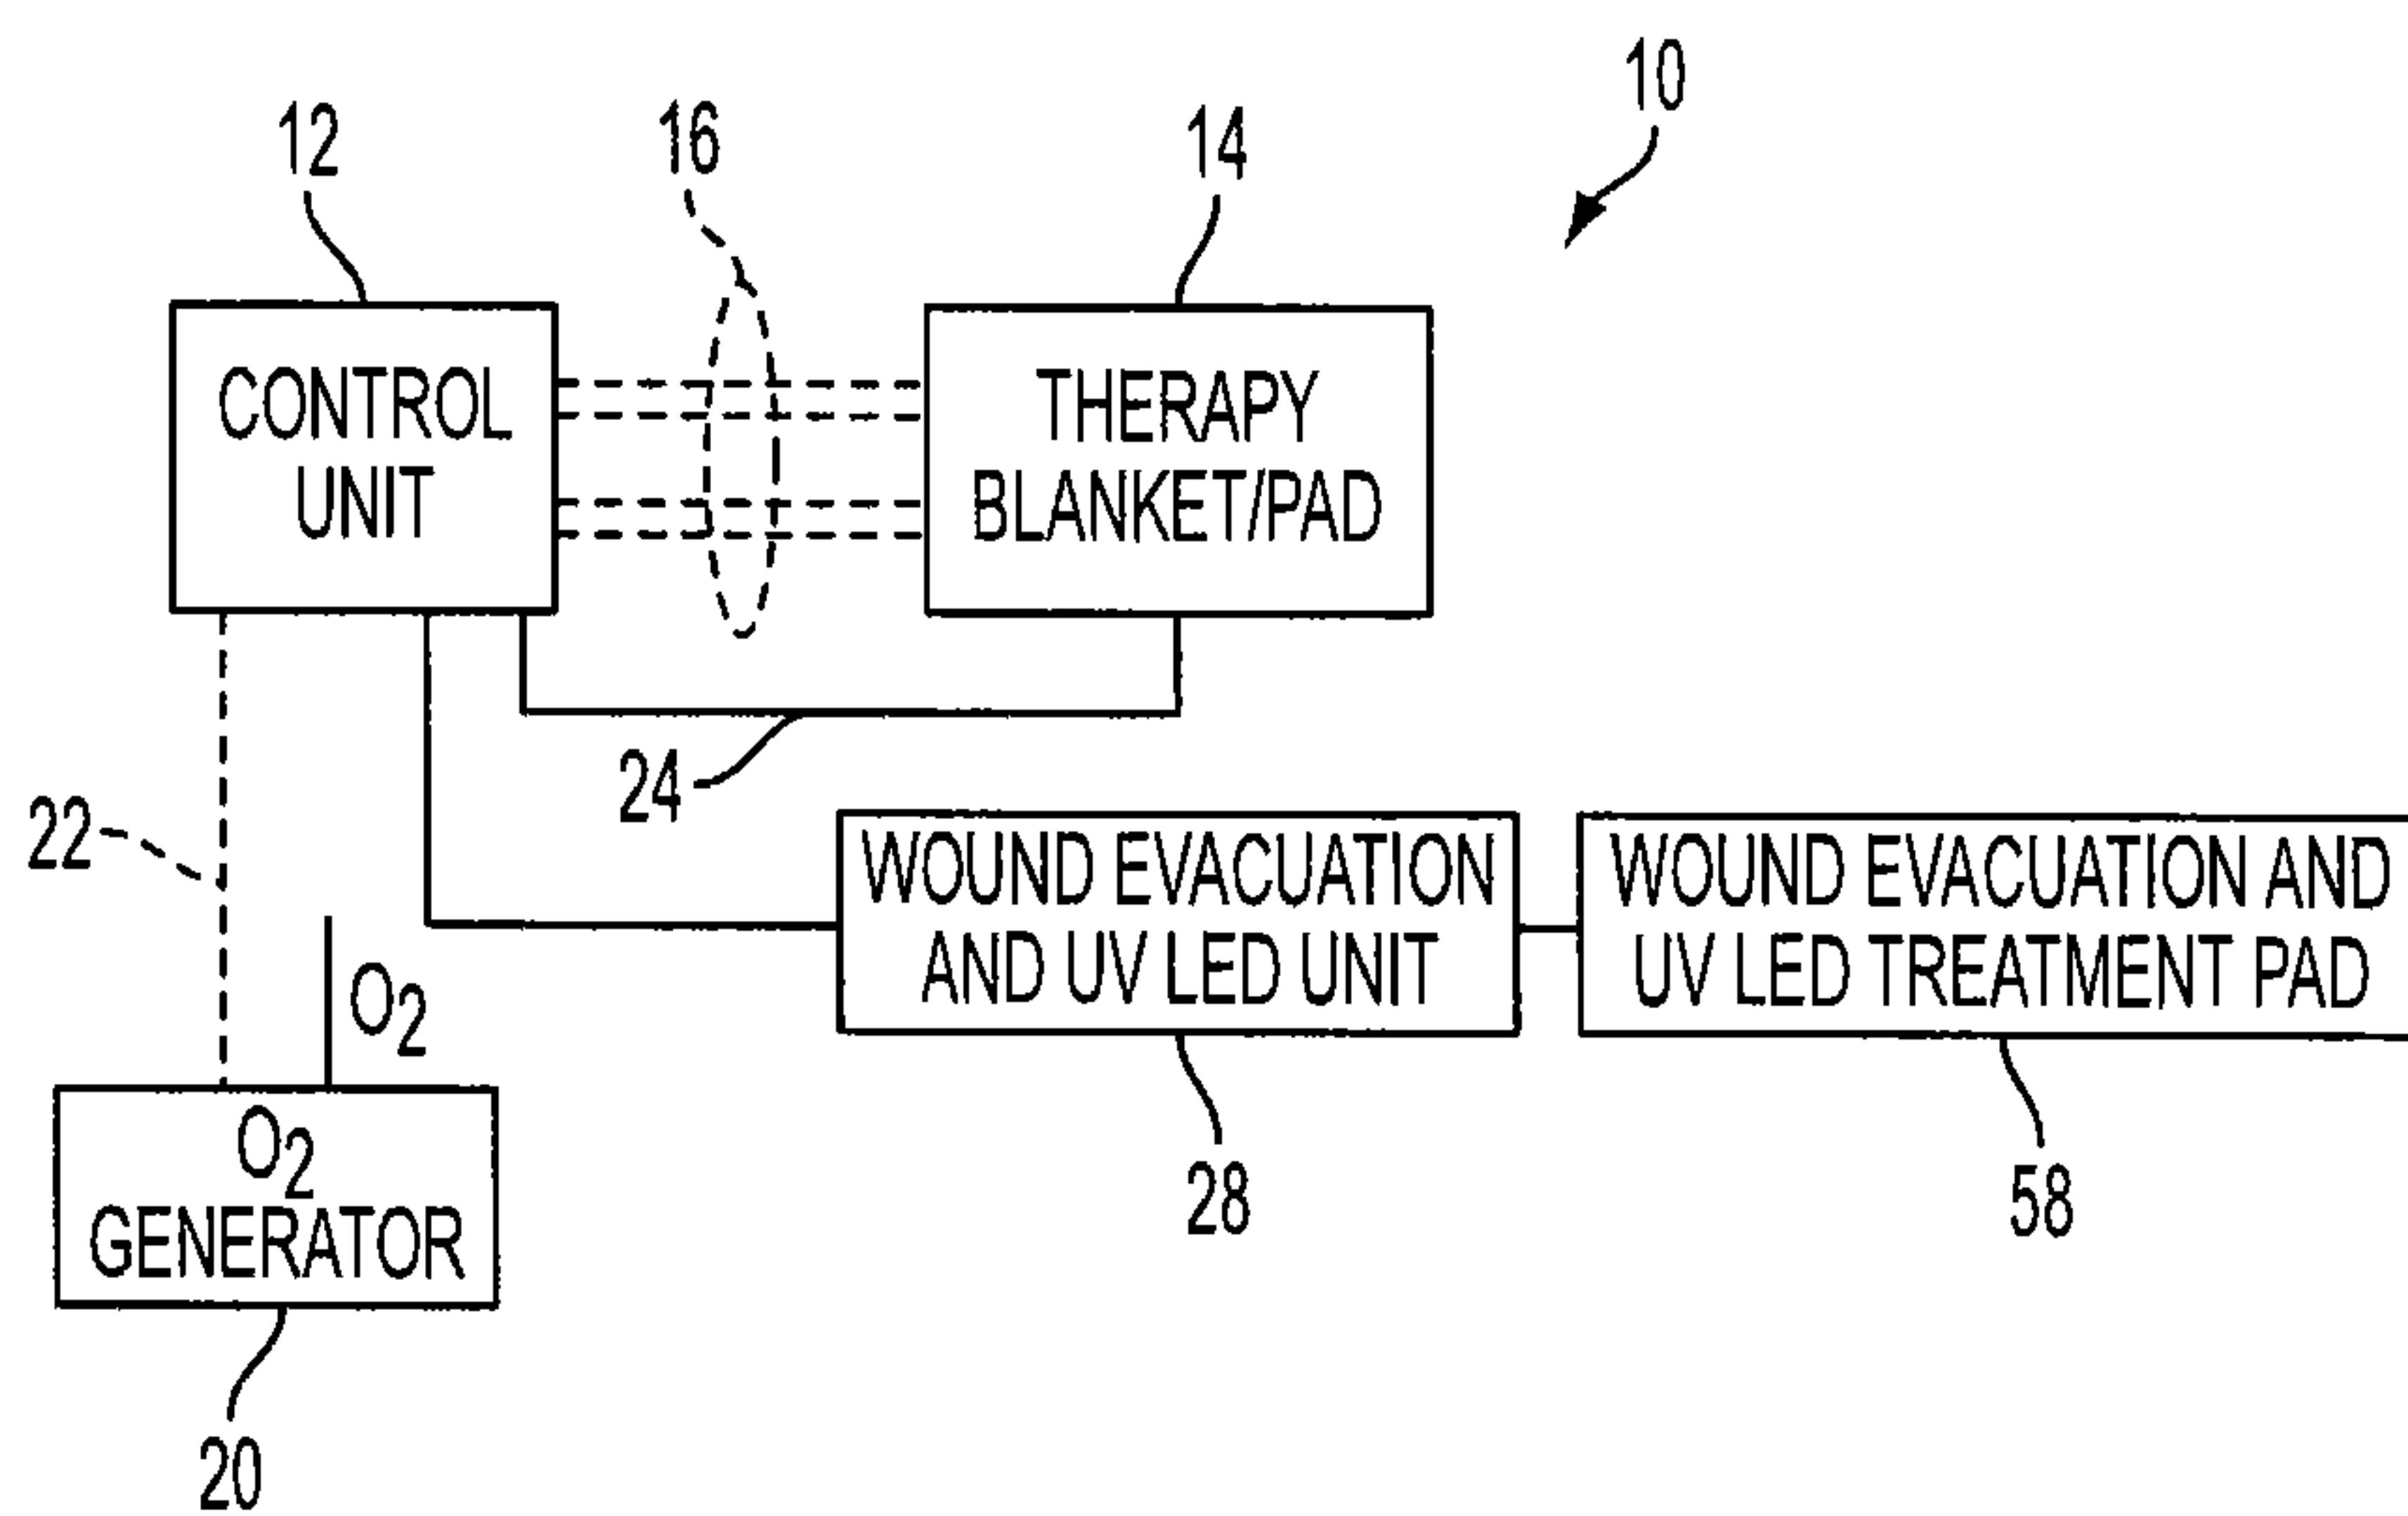 10
12
16
14
CONTROL
UNIT
THERAPY
BLANKET/PAD
24
22
WOUND EVACUATION
AND UV LED UNIT
WOUND EVACUATION AND
UV LED TREATMENT PAD
O2
O2
GENERATOR
28
58
20